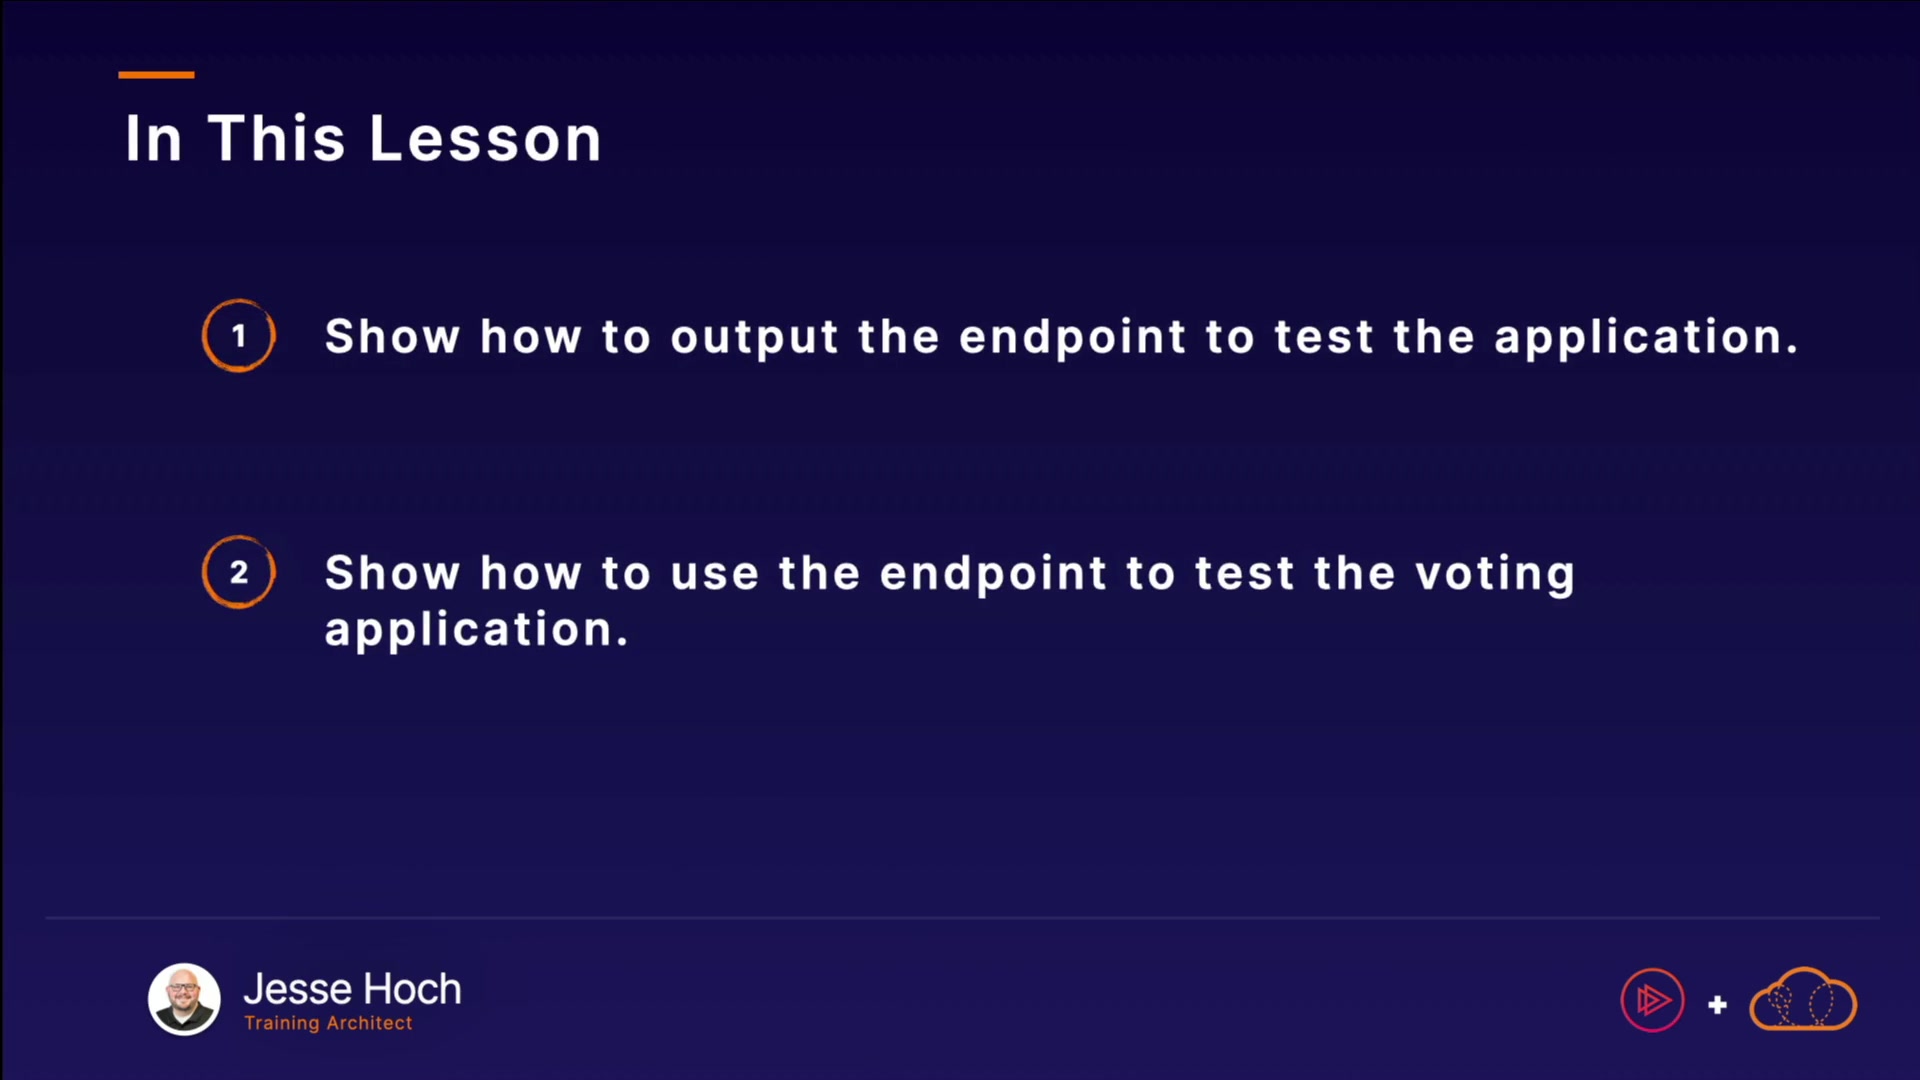 In This Lesson
1 Show how to output the endpoint to test the application.
2 Show how to use the endpoint to test the voting
application.
Jesse Hoch
Training Architect
+